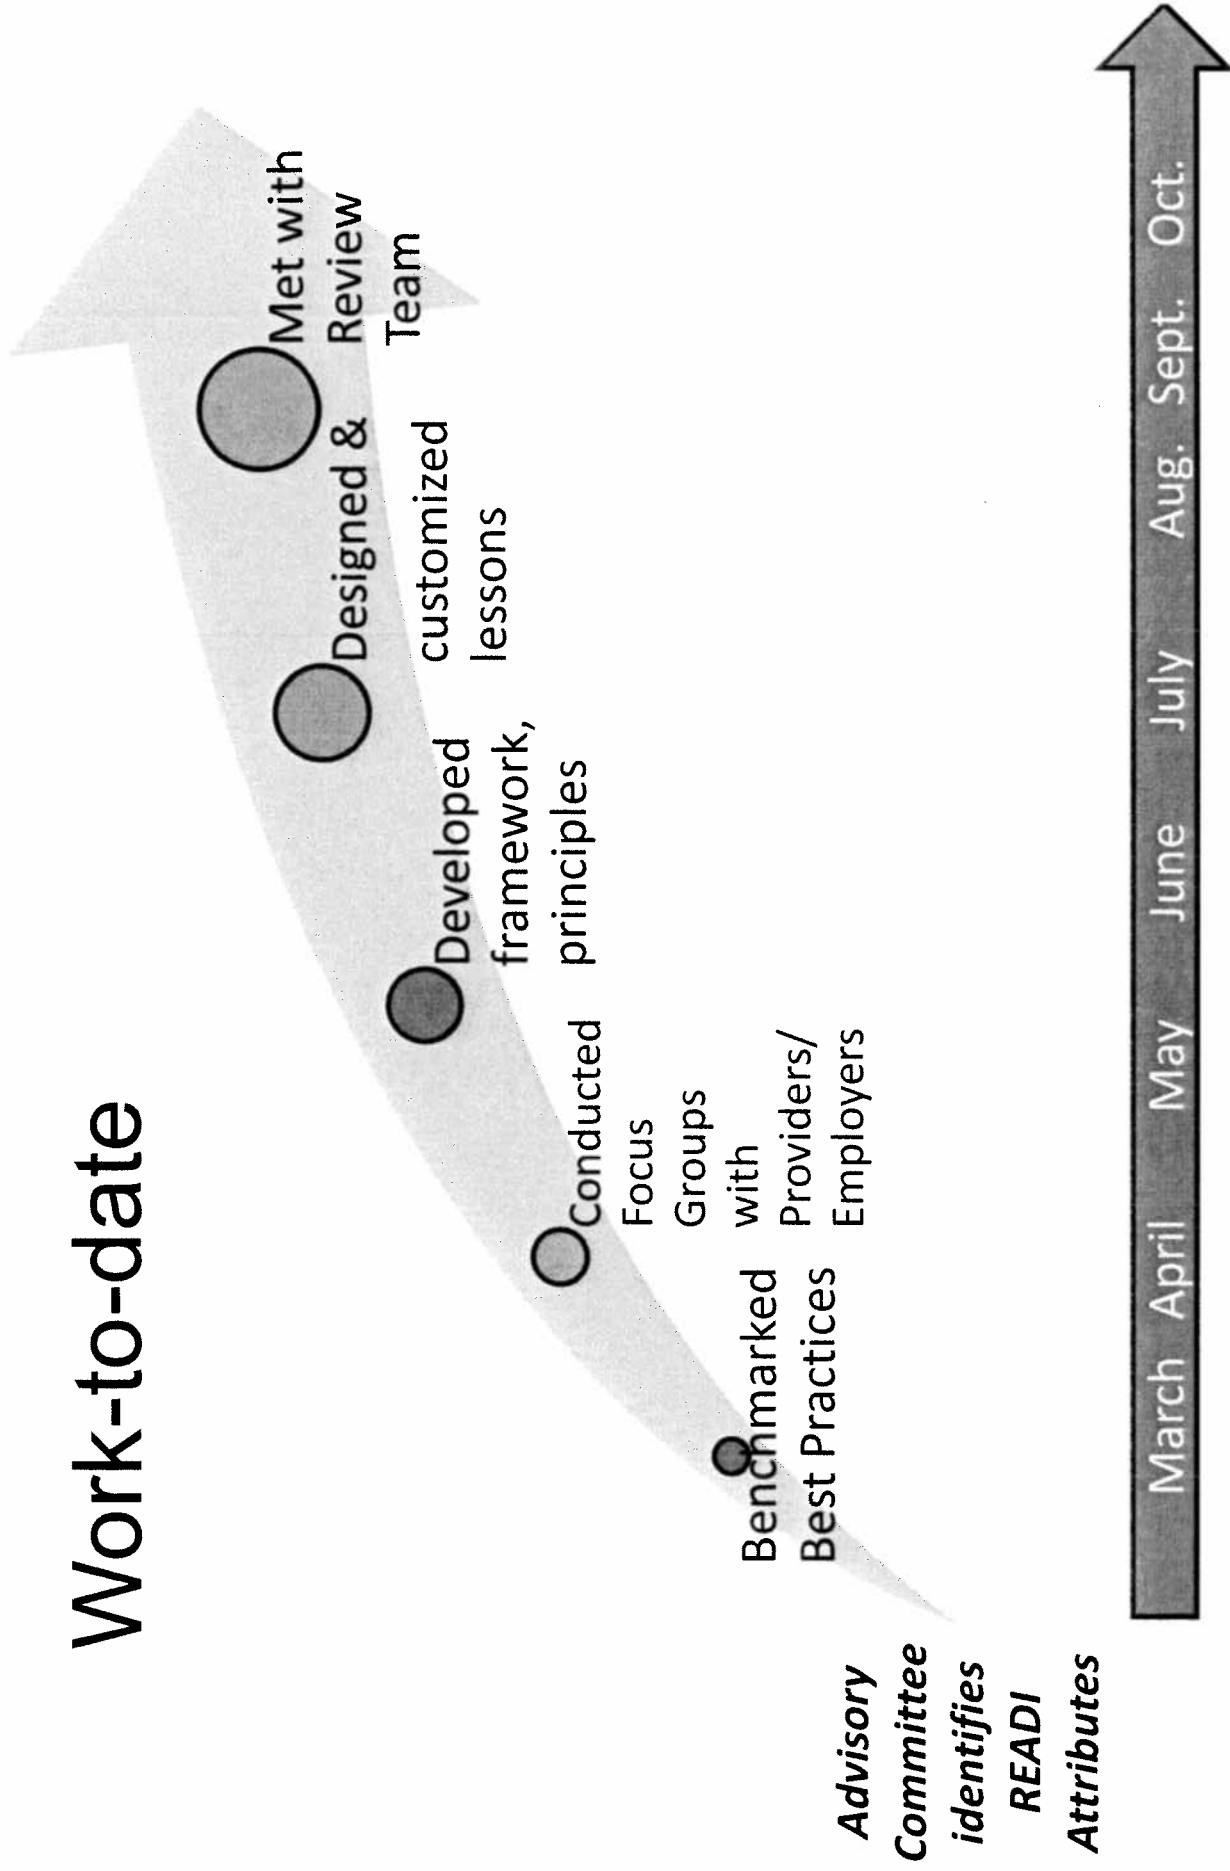 Work-to-date
Advisory
Committee
identifies
READI
Attributes
Benchmarked
Best Practices
Conducted
Focus
Groups
with
Providers/
Employers
Developed
framework,
principles
Designed &
customized
lessons
Met with
Review
Team
March April May June July Aug. Sept. Oct.